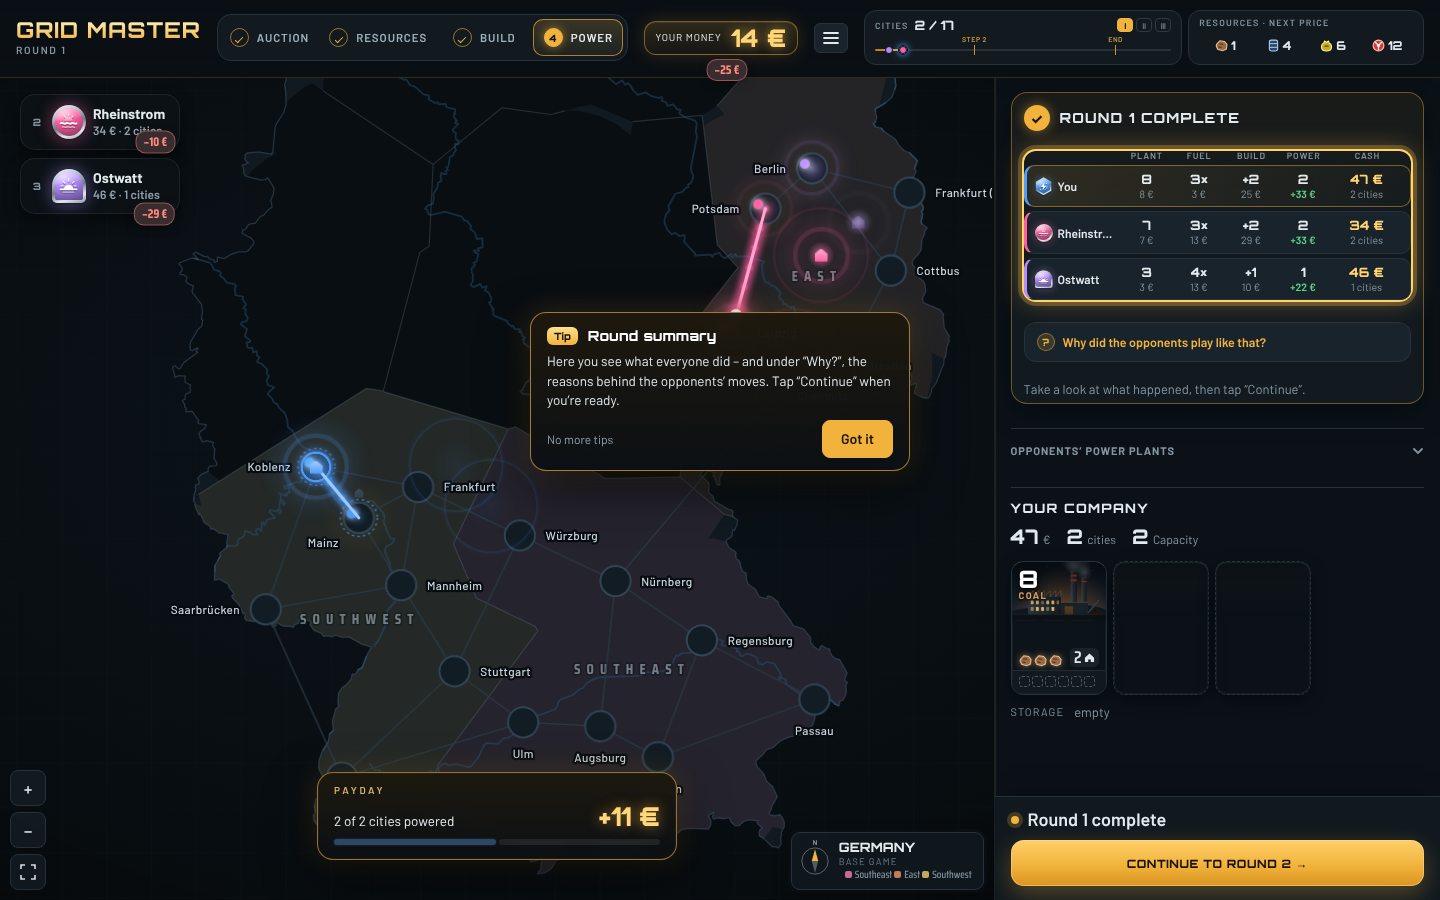 GRID MASTER
ROUND 1
AUCTION
RESOURCES
BUILD
4 POWER
YOUR MONEY 14 €
−25 €
CITIES 2 / 17
I II III
STEP 2
END
RESOURCES · NEXT PRICE
1 4 6 12
2 Rheinstrom
34 € · 2 cities
−10 €
3 Ostwatt
46 € · 1 cities
−29 €
Berlin
Frankfurt (
Potsdam
EAST
Cottbus
Koblenz
Frankfurt
Mainz
Würzburg
Mannheim
Nürnberg
Saarbrücken
SOUTHWEST
Regensburg
Stuttgart
SOUTHEAST
Passau
Ulm
Augsburg
n
Tip Round summary
Here you see what everyone did – and under “Why?”, the
reasons behind the opponents’ moves. Tap “Continue” when
you’re ready.
No more tips
Got it
PAYDAY
2 of 2 cities powered
+11 €
+
−
N
GERMANY
BASE GAME
Southeast East Southwest
ROUND 1 COMPLETE
PLANT FUEL BUILD POWER CASH
You 8 3x +2 2 47 €
8 € 3 € 25 € +33 € 2 cities
Rheinstr... 7 3x +2 2 34 €
7 € 13 € 29 € +33 € 2 cities
Ostwatt 3 4x +1 1 46 €
3 € 13 € 10 € +22 € 1 cities
? Why did the opponents play like that?
Take a look at what happened, then tap “Continue”.
OPPONENTS’ POWER PLANTS
YOUR COMPANY
47 € 2 cities 2 Capacity
8
COAL
2
STORAGE empty
Round 1 complete
CONTINUE TO ROUND 2 →